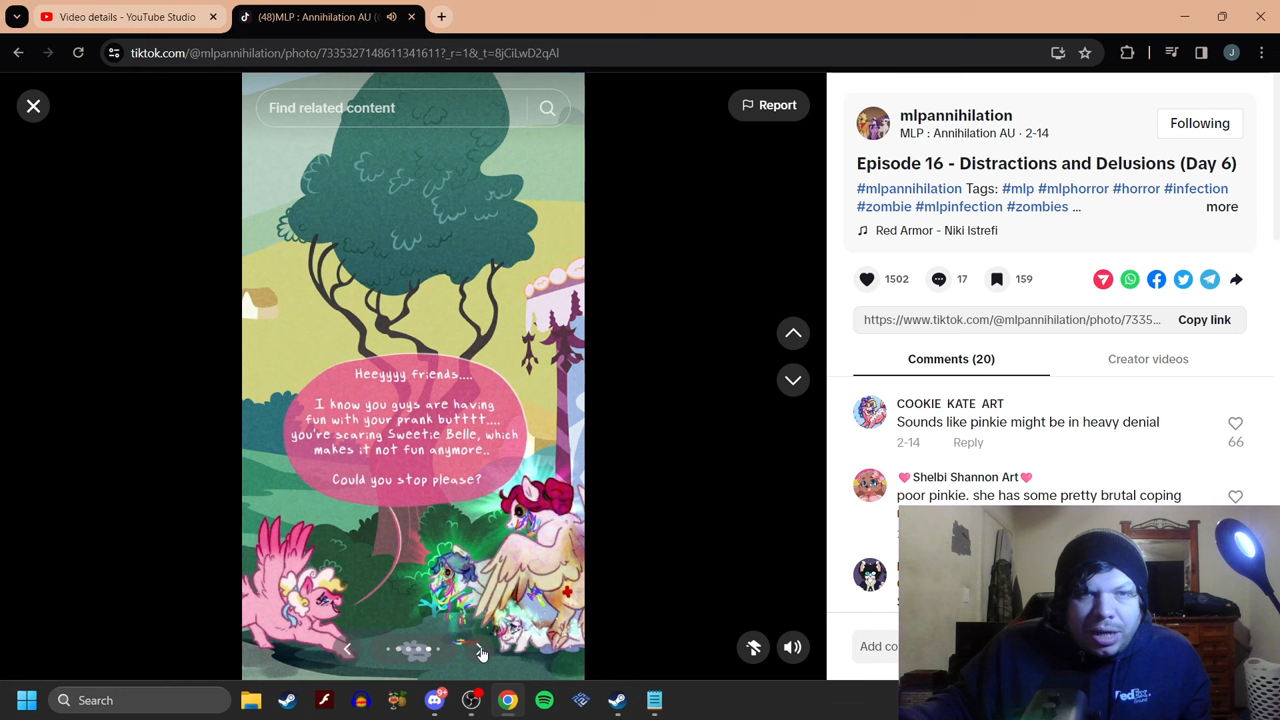 Video details - YouTube Studio
(48)MLP : Annihilation AU (
tiktok.com/@mlpannihilation/photo/7335327148611341611?_r=1&_t=8jCiLwD2qAl
J
Find related content
Report
mlpannihilation
MLP : Annihilation AU · 2-14
Following
Episode 16 - Distractions and Delusions (Day 6)
#mlpannihilation Tags: #mlp #mlphorror #horror #infection
#zombie #mlpinfection #zombies ...
more
Red Armor - Niki Istrefi
1502
17
159
https://www.tiktok.com/@mlpannihilation/photo/7335...
Copy link
Comments (20)
Creator videos
COOKIE KATE ART
Sounds like pinkie might be in heavy denial
2-14 Reply
66
Shelbi Shannon Art
poor pinkie. she has some pretty brutal coping
Add co
Heeyyyy friends....
I know you guys are having
fun with your prank butttt....
you're scaring Sweetie Belle, which
makes it not fun anymore..
Could you stop please?
Search
9+